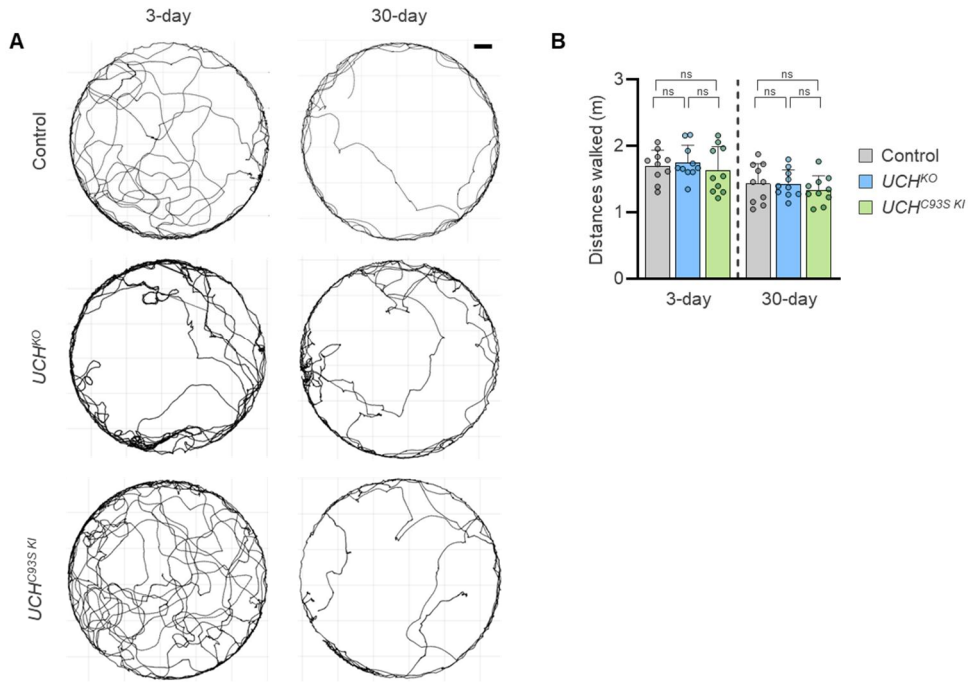 3-day 30-day
A
B
Control
UCH^KO
UCH^C93S KI
Distances walked (m)
3
2
1
0
ns
ns ns
ns
ns ns
3-day 30-day
Control
UCH^KO
UCH^C93S KI